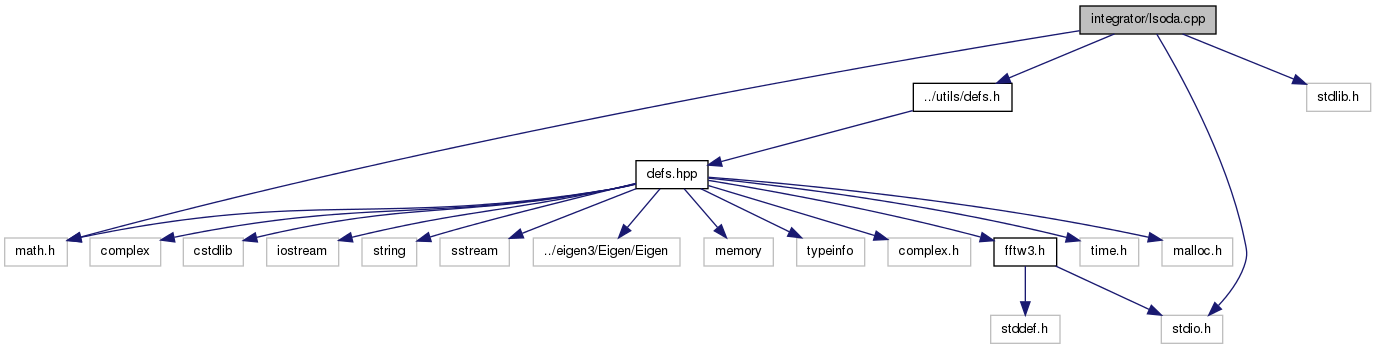 integrator/lsoda.cpp
../utils/defs.h
stdlib.h
defs.hpp
math.h
complex
cstdlib
iostream
string
sstream
../eigen3/Eigen/Eigen
memory
typeinfo
complex.h
fftw3.h
time.h
malloc.h
stddef.h
stdio.h